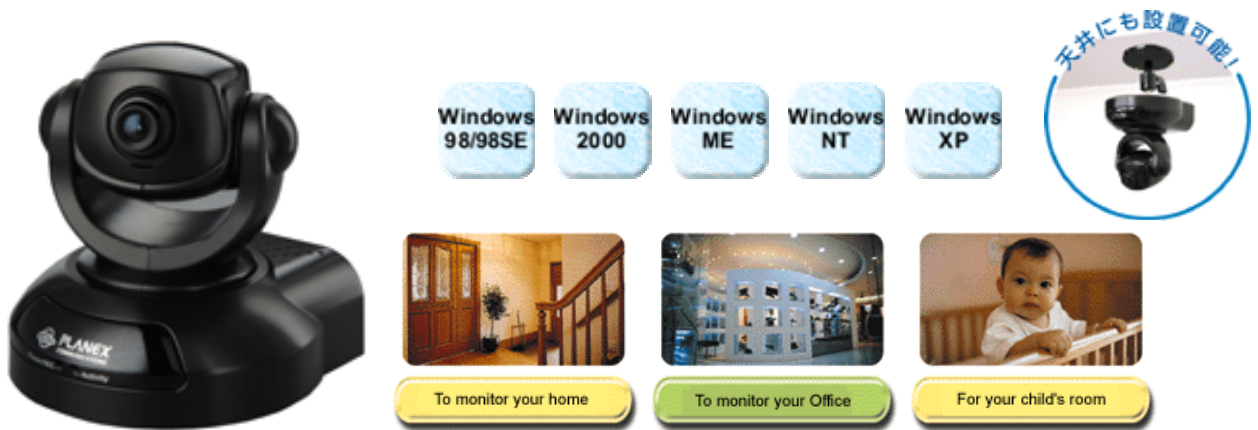 天井にも設置可能!
Windows
98/98SE
Windows
2000
Windows
ME
Windows
NT
Windows
XP
PLANEX
To monitor your home
To monitor your Office
For your child's room